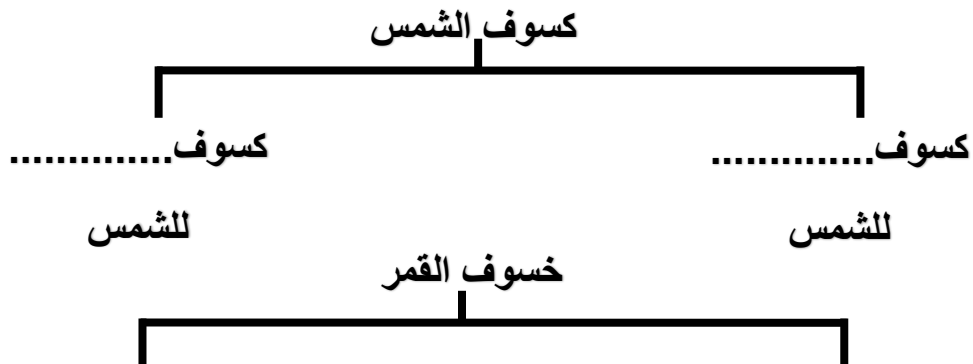 كسوف الشمس
كسوف..............
للشمس
كسوف..............
للشمس
خسوف القمر